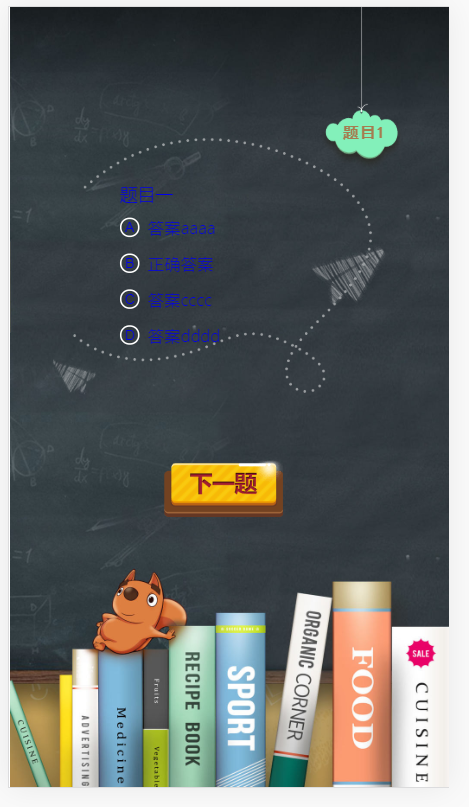 题目1
题目一
A 答案aaaa
B 正确答案
C 答案cccc
D 答案dddd
下一题
CUISINE
ADVERTISING
Medicine
Fruits
Vegetable
RECIPE BOOK
SPORT
ORGANIC CORNER
FOOD
SALE
CUISINE